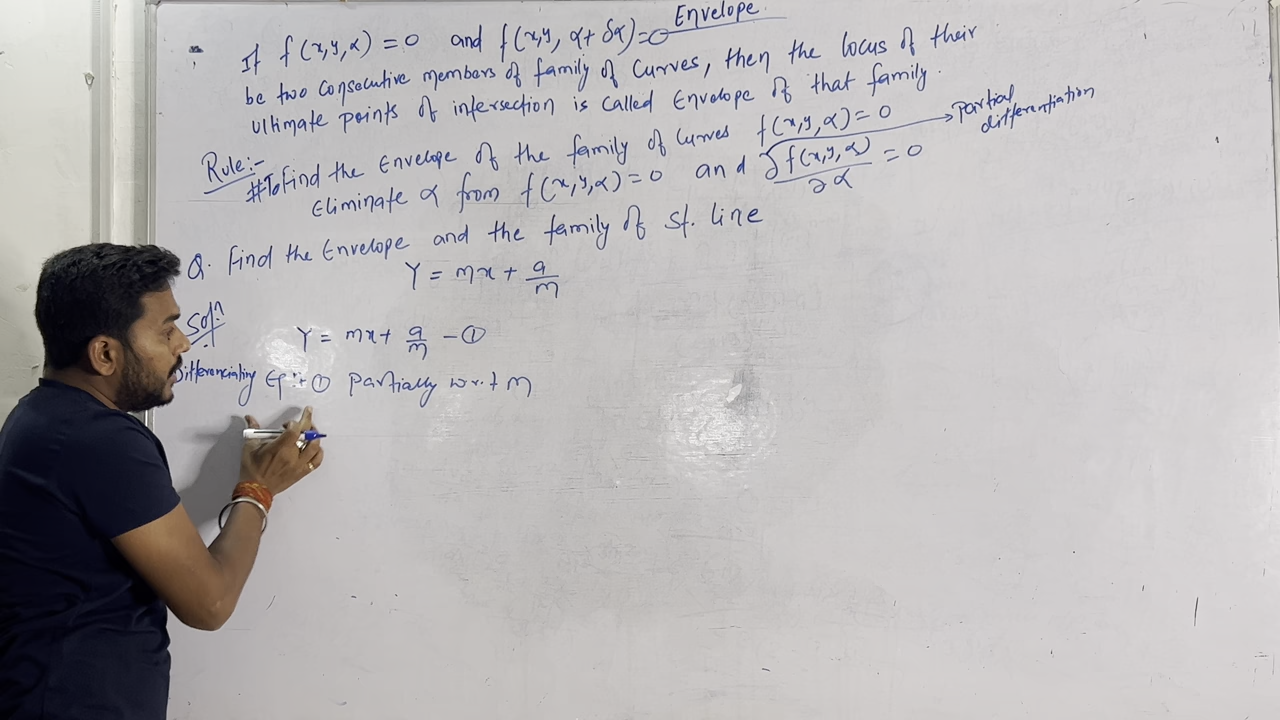 Envelope
If f(x,y,α) = 0 and f(x,y, α+δα)=0
be two consecutive members of family of Curves, then the locus of their
ultimate points of intersection is called Envelope of that family.
Rule:-
#To Find the Envelope of the family of Curves f(x,y,α) = 0
→ partial differentiation
Eliminate α from f(x,y,α) = 0 and ∂f(x,y,α)/∂α = 0
Q. Find the Envelope and the family of st. line
Y = mx + a/m
Solⁿ:
Y = mx + a/m - ①
Differenciating Eqⁿ ① partially w.r.t m